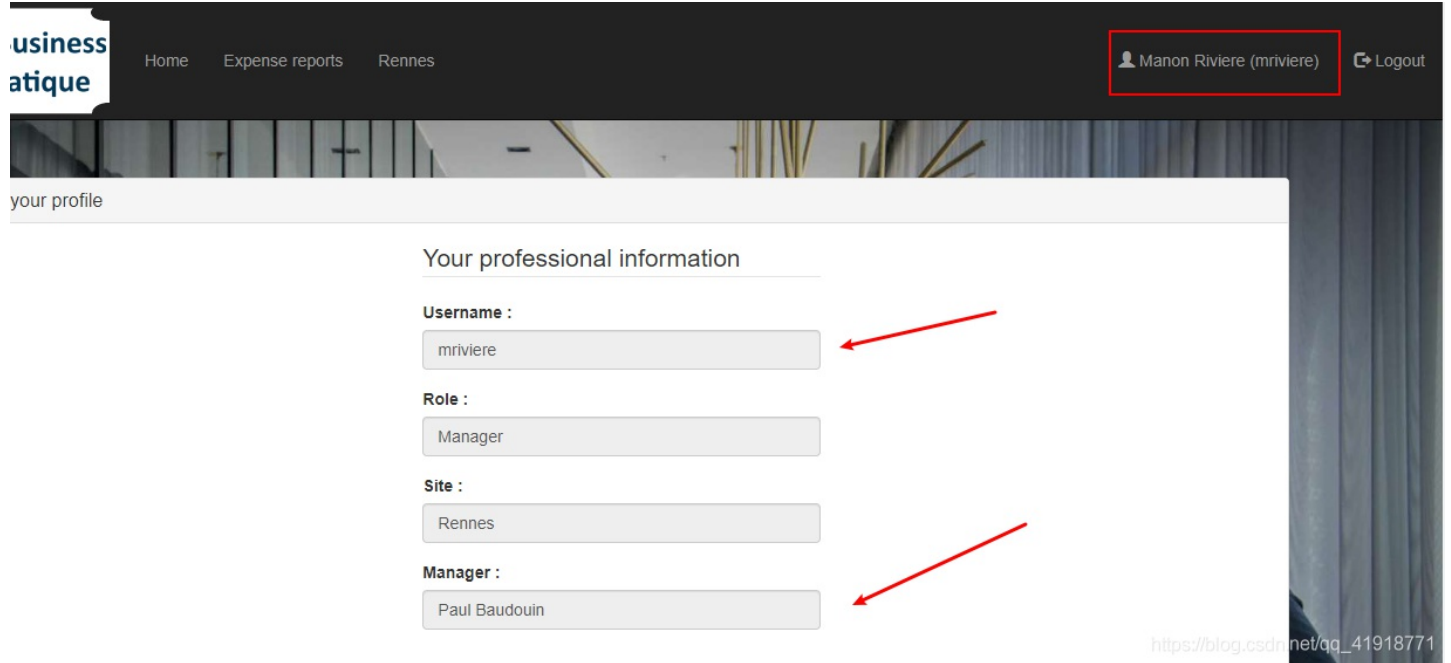 usiness
atique
Home Expense reports Rennes
Manon Riviere (mriviere) Logout
your profile
Your professional information
Username :
mriviere
Role :
Manager
Site :
Rennes
Manager :
Paul Baudouin
https://blog.csdn.net/qq_41918771